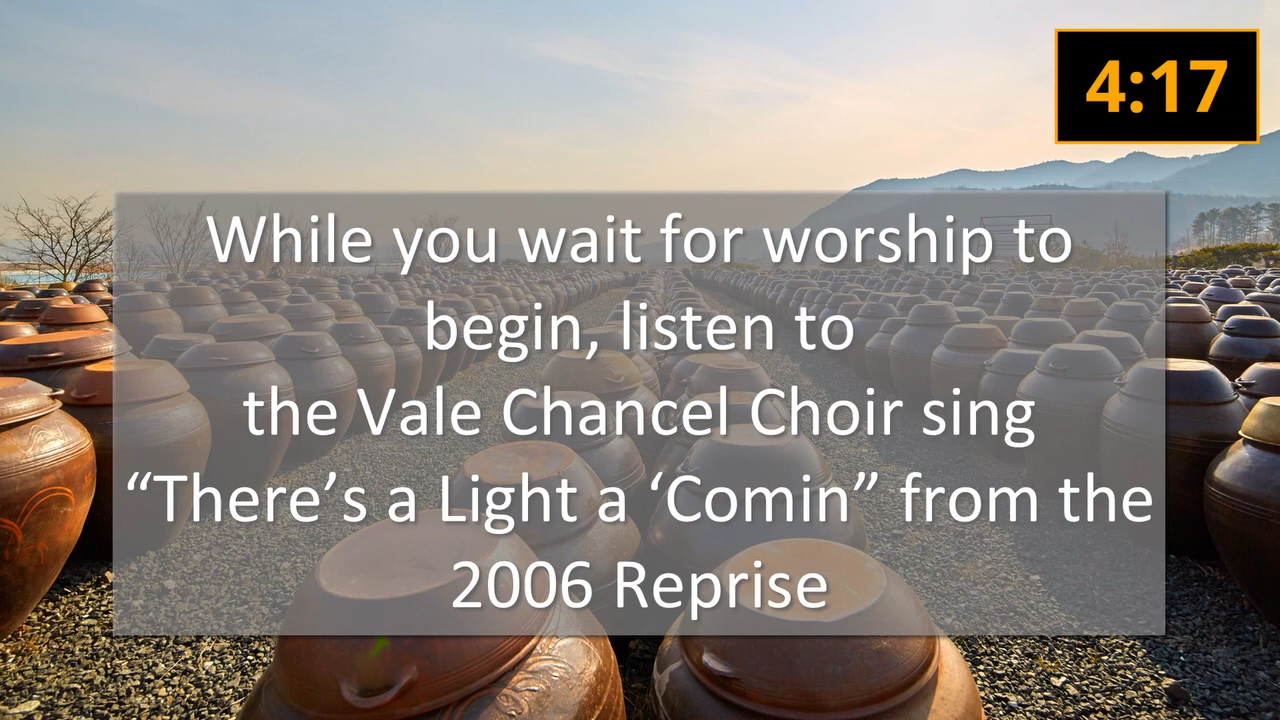 4:17
While you wait for worship to
begin, listen to
the Vale Chancel Choir sing
“There’s a Light a ‘Comin” from the
2006 Reprise